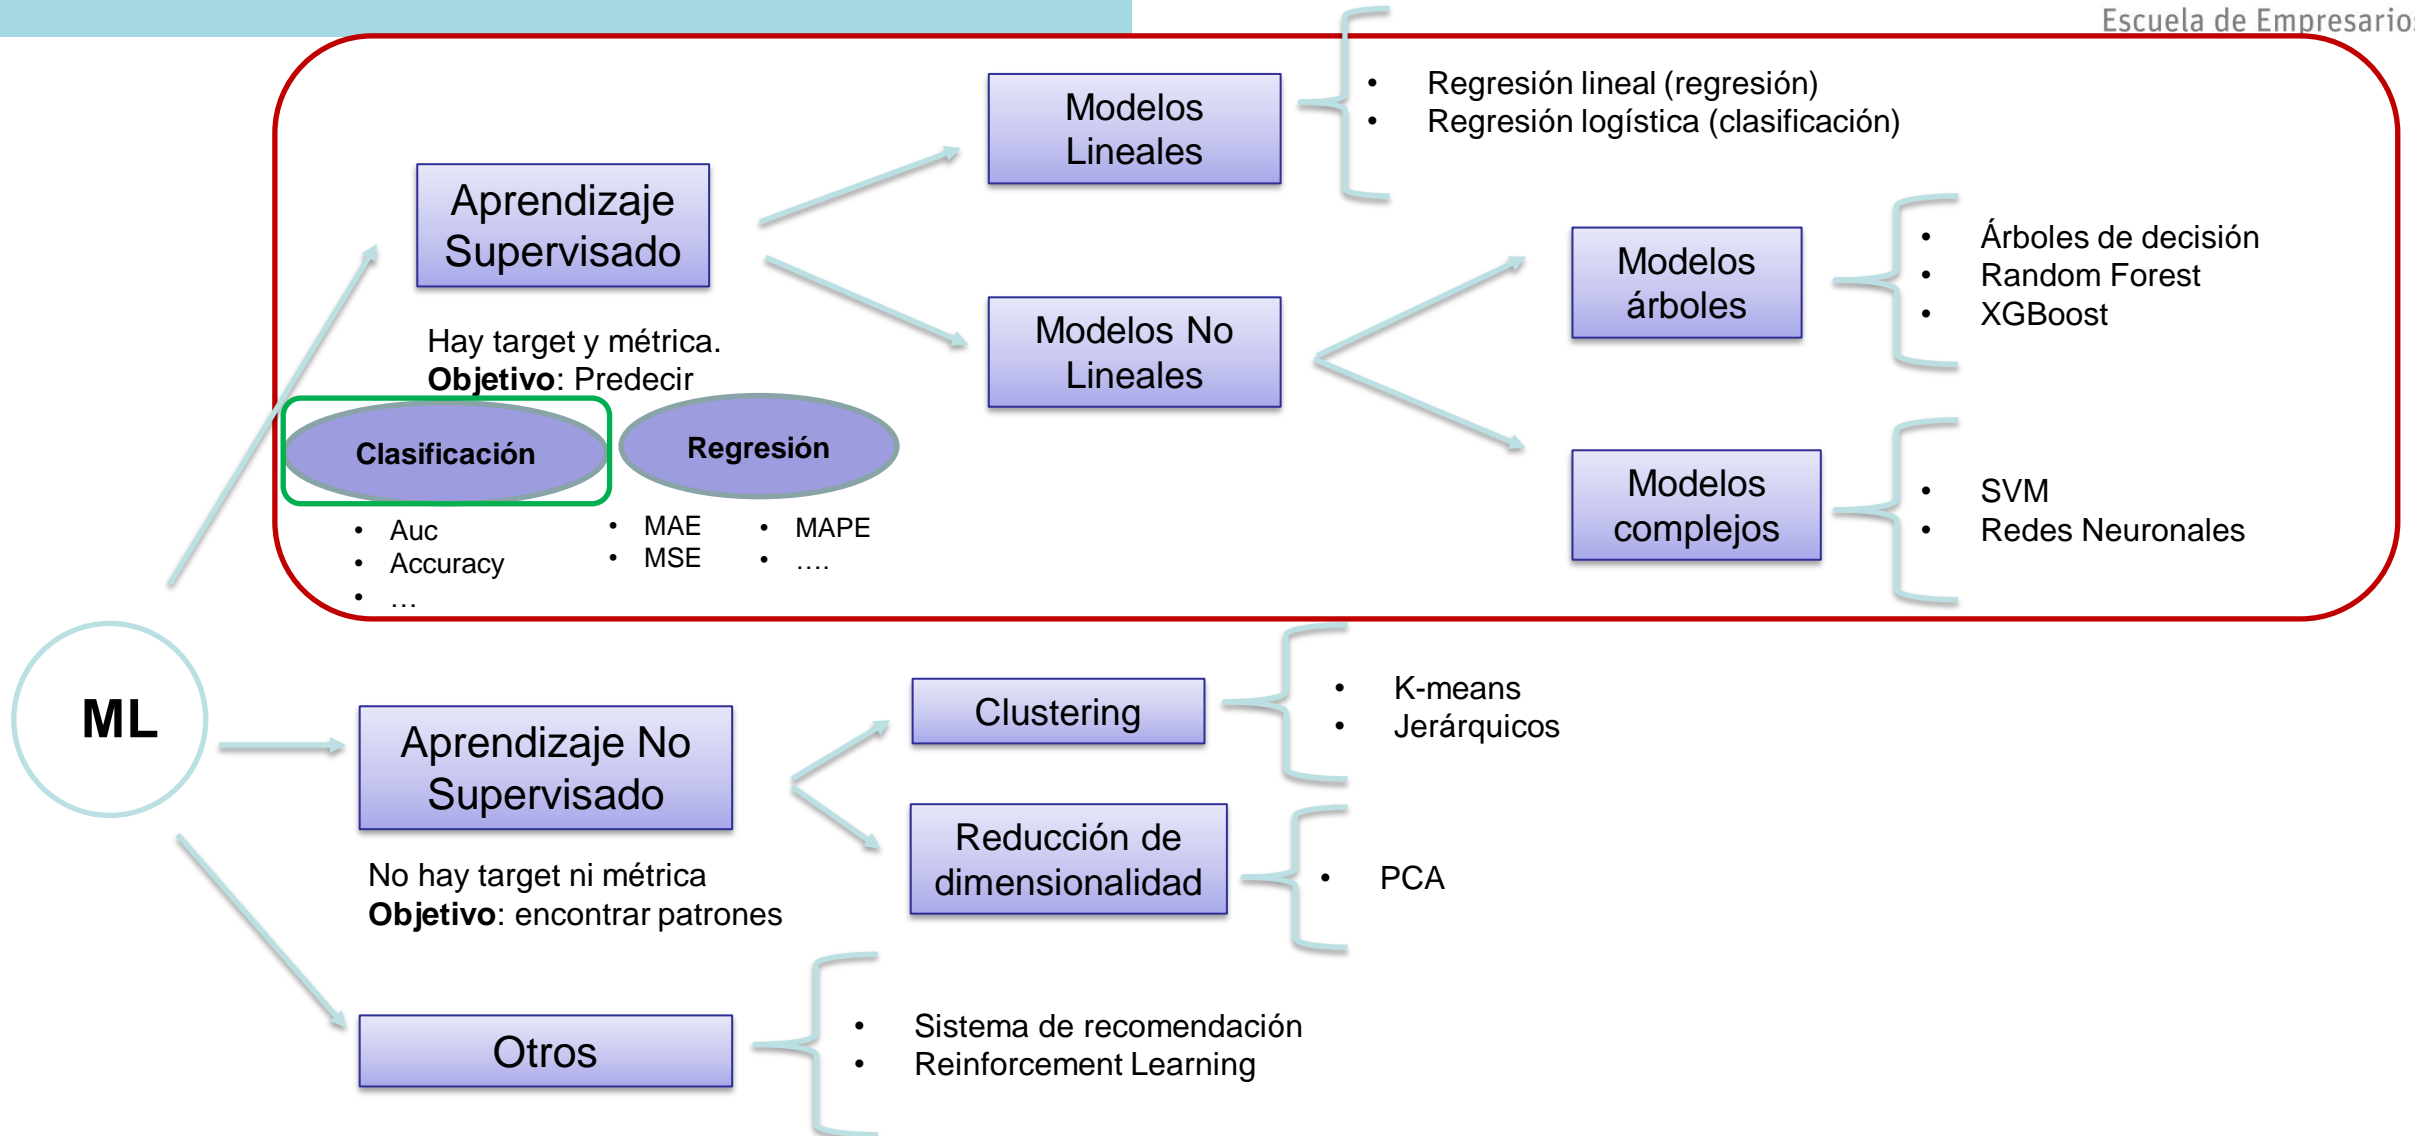 Escuela de Empresarios
Modelos
Lineales
• Regresión lineal (regresión)
• Regresión logística (clasificación)
Aprendizaje
Supervisado
Hay target y métrica.
Objetivo: Predecir
Clasificación
Regresión
• Auc
• Accuracy
• …
• MAE
• MSE
• MAPE
• ….
Modelos No
Lineales
Modelos
árboles
• Árboles de decisión
• Random Forest
• XGBoost
Modelos
complejos
• SVM
• Redes Neuronales
ML
Aprendizaje No
Supervisado
No hay target ni métrica
Objetivo: encontrar patrones
Clustering
• K-means
• Jerárquicos
Reducción de
dimensionalidad
• PCA
Otros
• Sistema de recomendación
• Reinforcement Learning